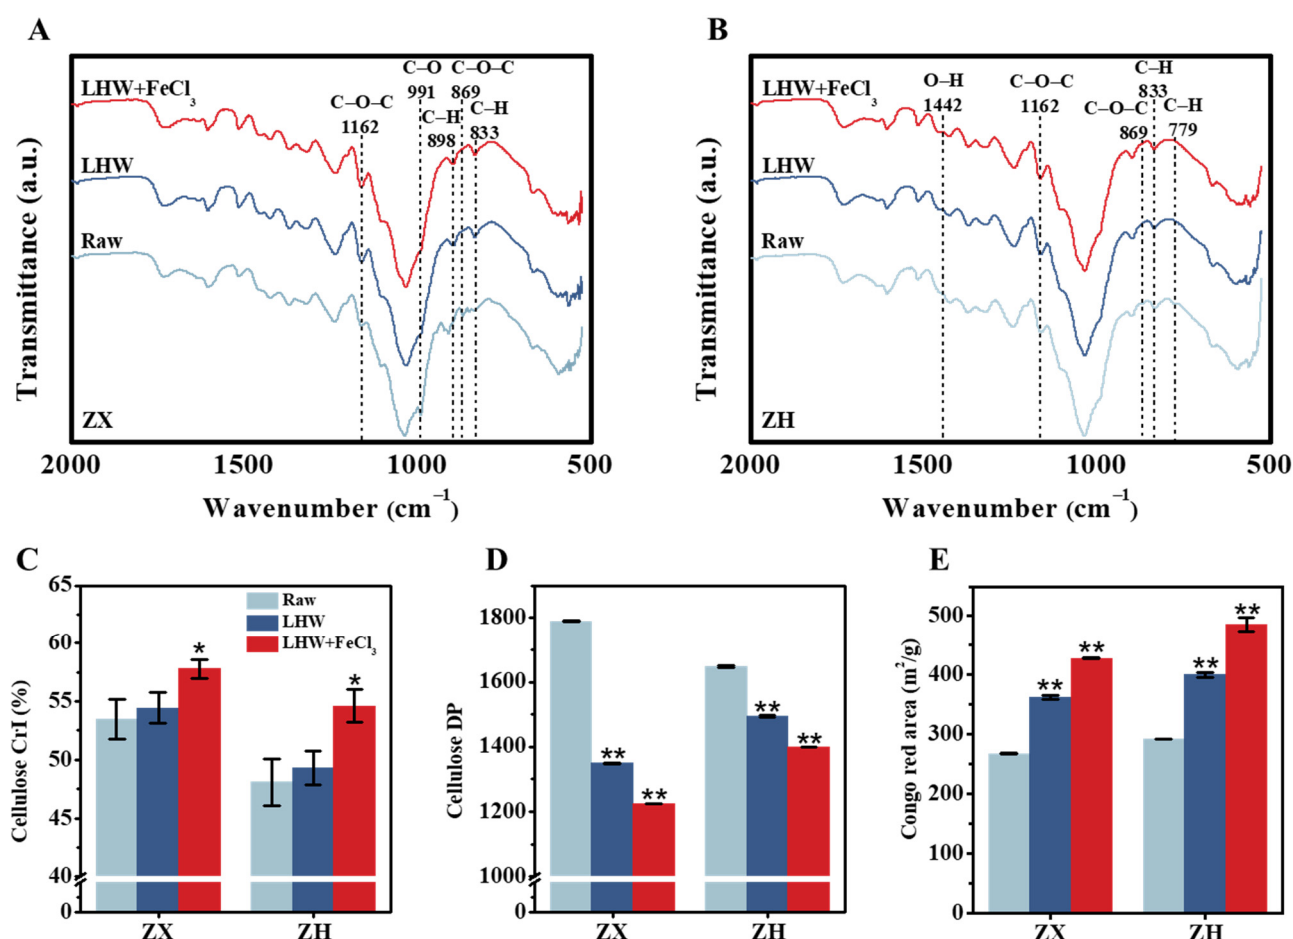 A
LHW+FeCl3
C–O C–O–C
991 869
C–O–C
1162
C–H C–H
898 833
LHW
Raw
ZX
2000 1500 1000 500
Wavenumber (cm–1)
Transmittance (a.u.)
B
LHW+FeCl3
O–H
1442
C–O–C
1162
C–H
833
C–O–C C–H
869 779
LHW
Raw
ZH
2000 1500 1000 500
Wavenumber (cm–1)
Transmittance (a.u.)
C
65
60
55
50
45
40
0
Cellulose CrI (%)
Raw
LHW
LHW+FeCl3
*
*
ZX ZH
D
1800
1600
1400
1200
1000
0
Cellulose DP
**
**
**
**
ZX ZH
E
500
400
300
200
100
0
Congo red area (m2/g)
**
**
**
**
ZX ZH